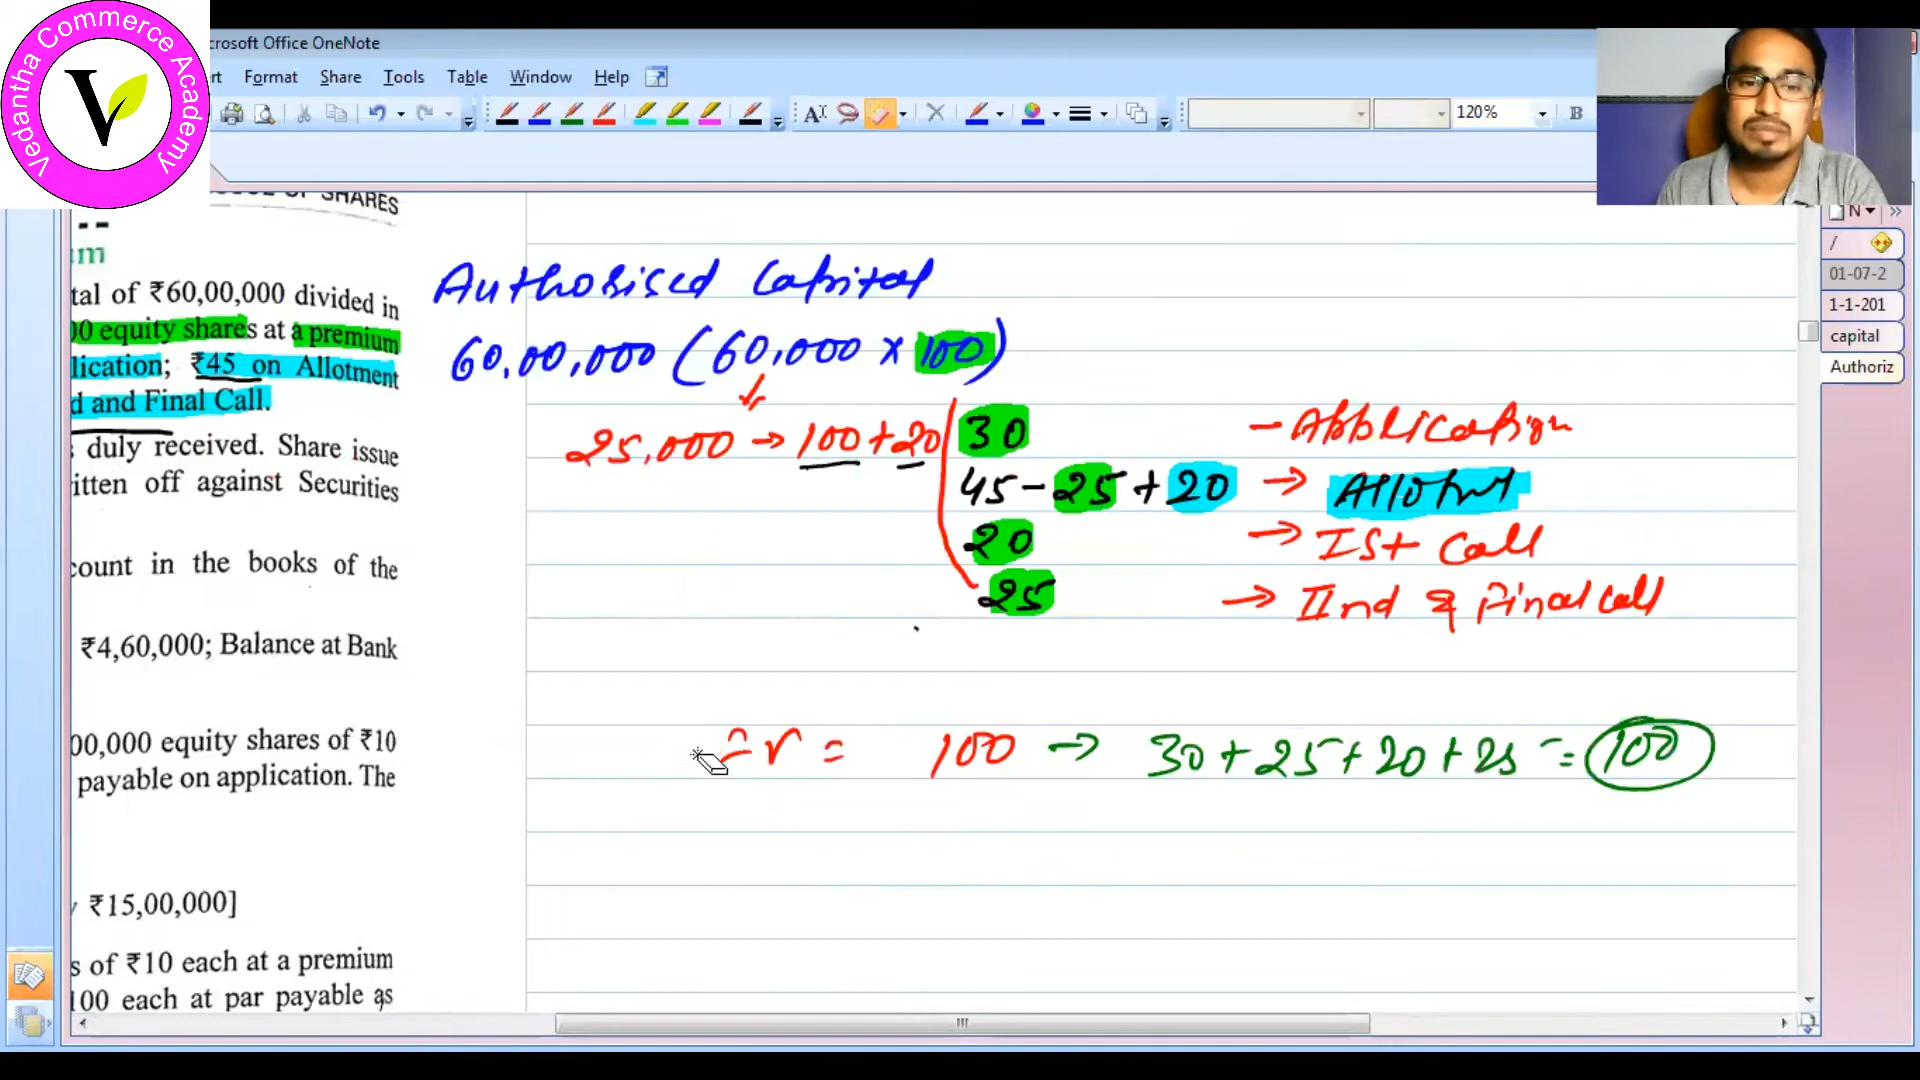 Vedantha Commerce Academy
V
crosoft Office OneNote
rt Format Share Tools Table Window Help
120% B
N
/
01-07-2
1-1-201
capital
Authoriz
OF SHARES
um
tal of ₹60,00,000 divided in
00 equity shares at a premium
lication; ₹45 on Allotment
d and Final Call.
duly received. Share issue
itten off against Securities
count in the books of the
₹4,60,000; Balance at Bank
00,000 equity shares of ₹10
payable on application. The
₹15,00,000]
s of ₹10 each at a premium
100 each at par payable as
Authorised Capital
60,00,000 (60,000 × 100)
25,000 → 100 + 20
30 - Application
45 - 25 + 20 → Allotmt
20 → Ist Call
25 → IInd & Final Call
= 100 → 30 + 25 + 20 + 25 = 100